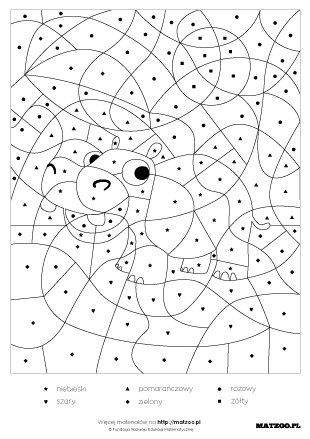 niebieski pomarańczowy różowy
szary zielony żółty
Więcej materiałów na http://matzoo.pl
© Fundacja Rozwoju Edukacji Matematycznej
MATZOO.PL